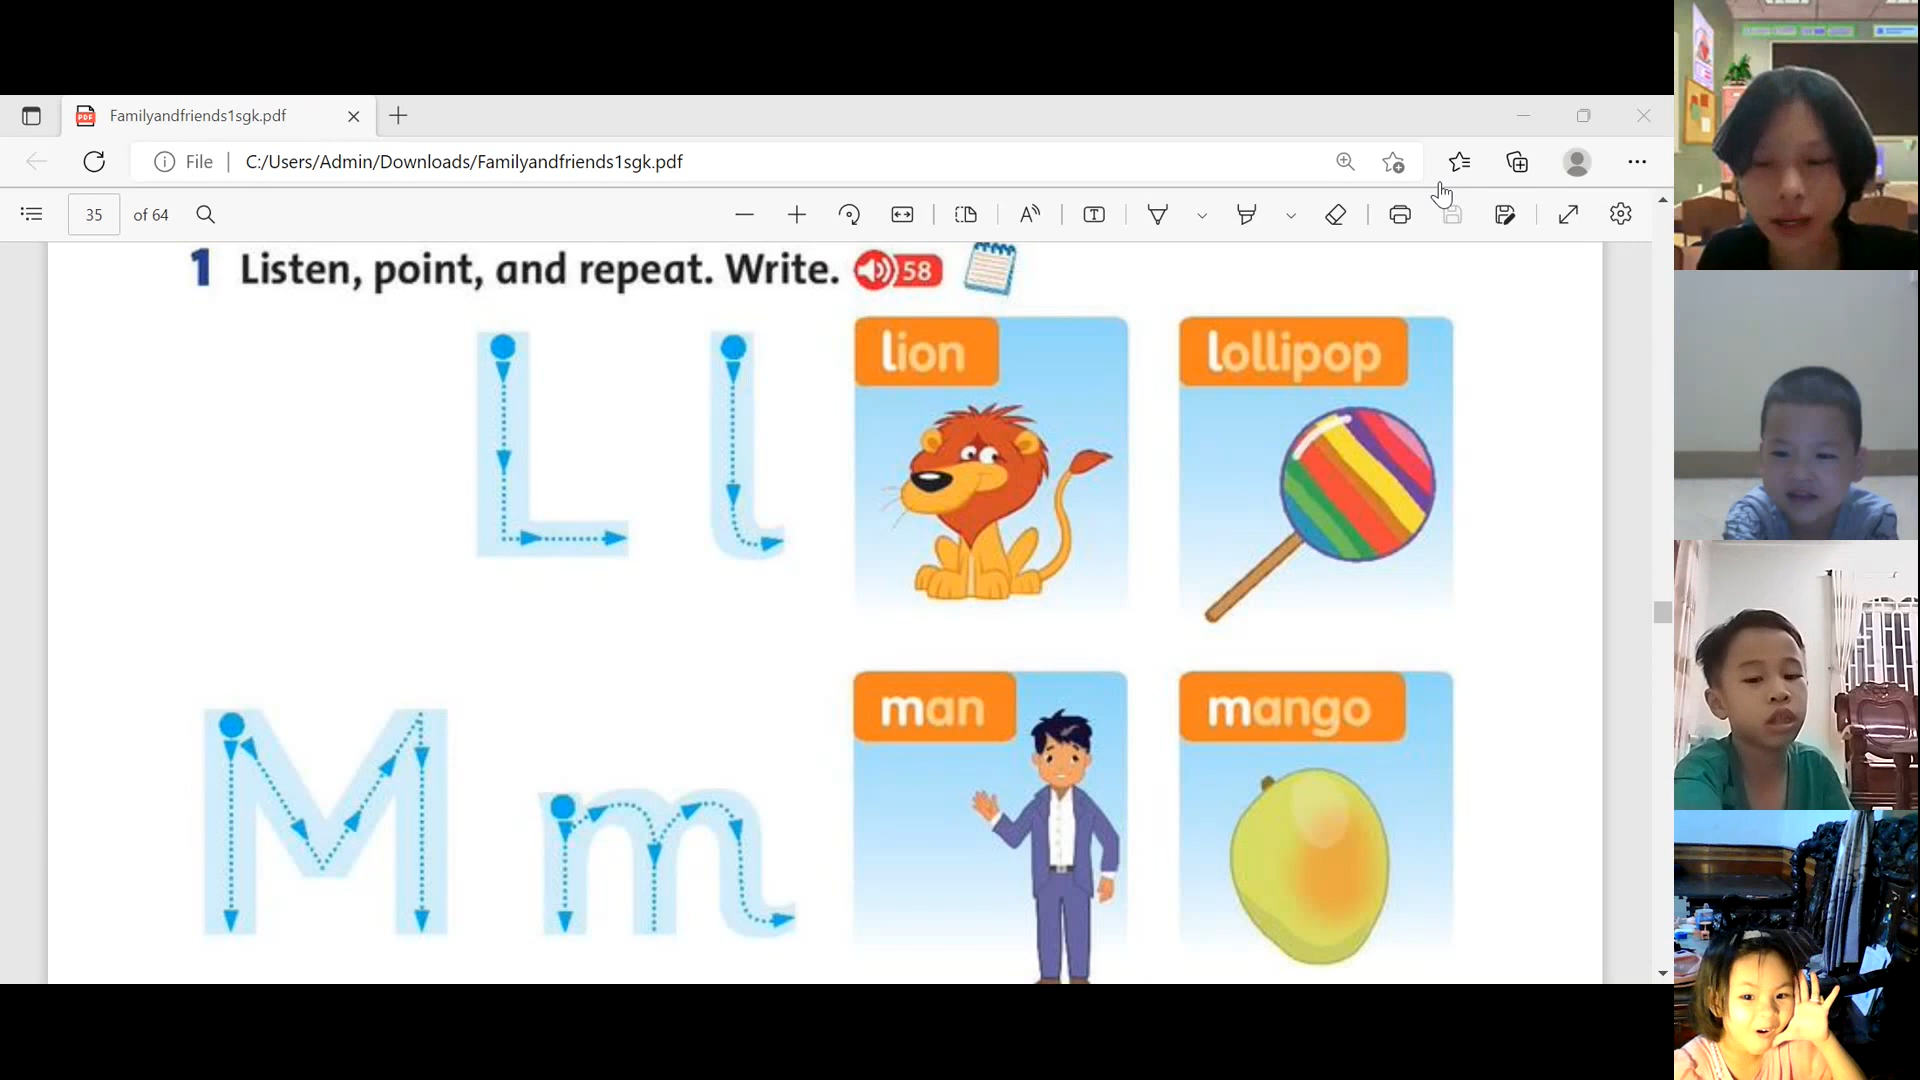 Familyandfriends1sgk.pdf
File
C:/Users/Admin/Downloads/Familyandfriends1sgk.pdf
35 of 64
1 Listen, point, and repeat. Write. 58
L l
lion
lollipop
M m
man
mango